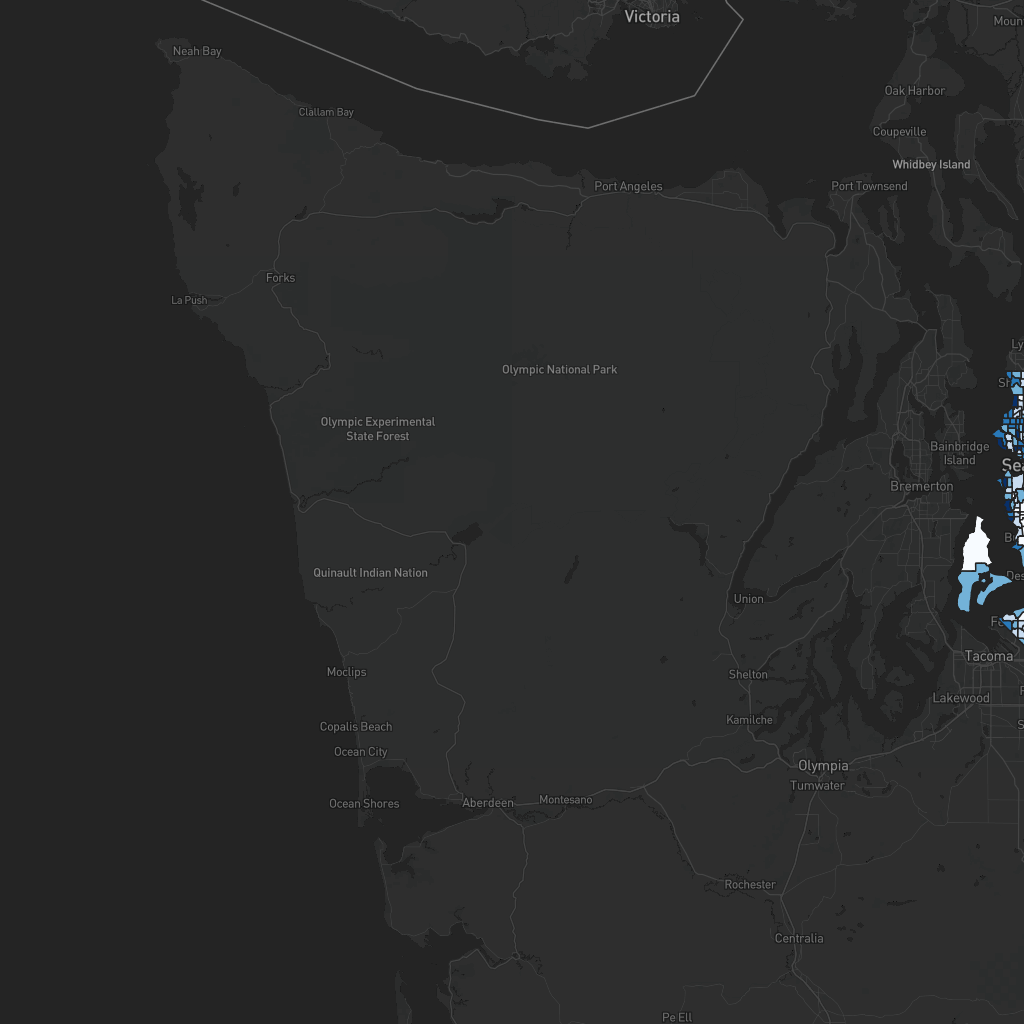 Victoria
Moun
Neah Bay
Oak Harbor
Clallam Bay
Coupeville
Whidbey Island
Port Angeles
Port Townsend
Forks
La Push
Ly
Olympic National Park
Sh
Olympic Experimental
State Forest
Bainbridge
Island
Sea
Bremerton
B
Quinault Indian Nation
Des
Union
F
Tacoma
Moclips
Shelton
Lakewood
Kamilche
Copalis Beach
S
Ocean City
Olympia
Tumwater
Ocean Shores
Aberdeen
Montesano
Rochester
Centralia
Pe Ell